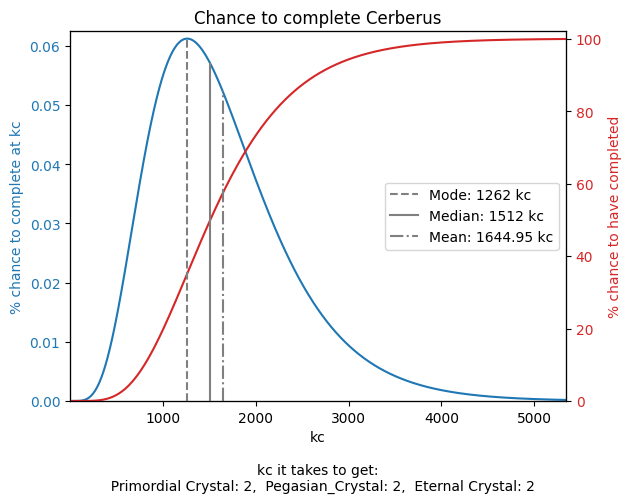 Chance to complete Cerberus
0.06
0.05
0.04
0.03
0.02
0.01
0.00
% chance to complete at kc
100
80
60
40
20
0
% chance to have completed
Mode: 1262 kc
Median: 1512 kc
Mean: 1644.95 kc
1000 2000 3000 4000 5000
kc
kc it takes to get:
Primordial Crystal: 2, Pegasian_Crystal: 2, Eternal Crystal: 2